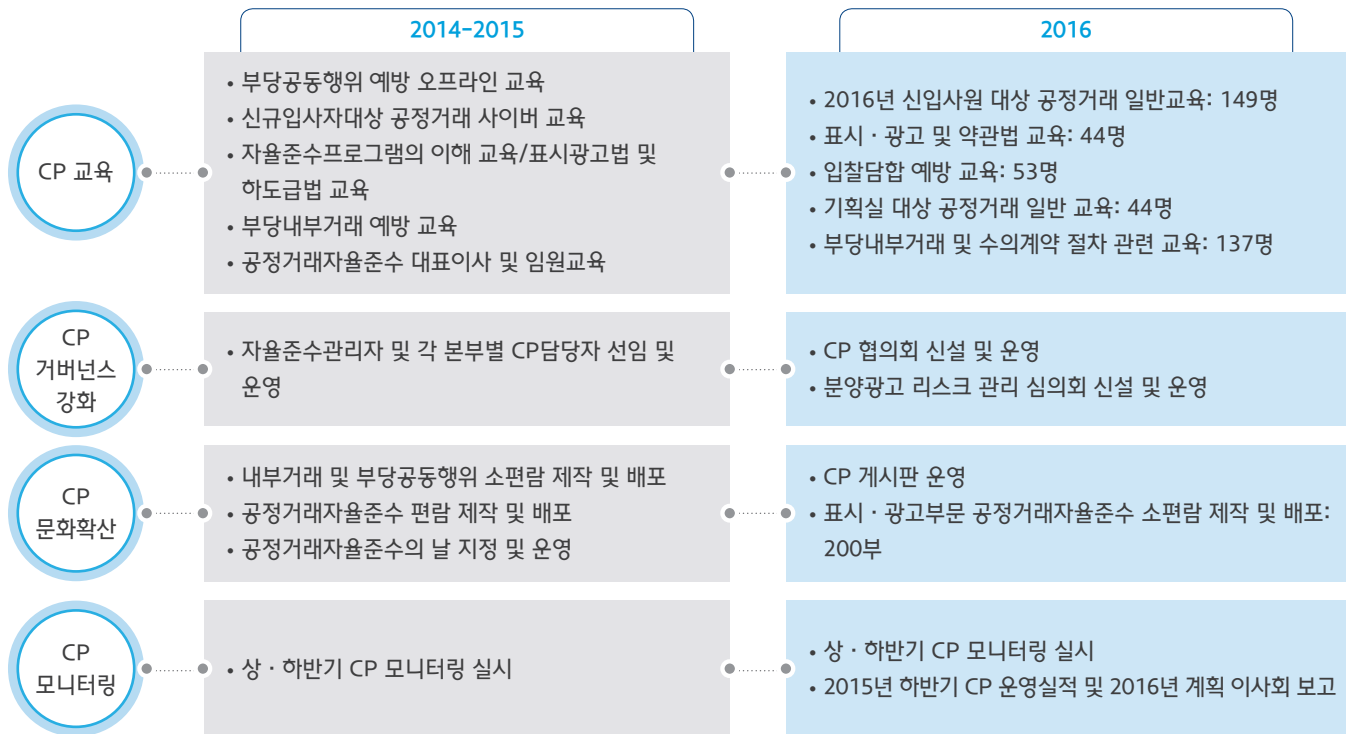 2014-2015
2016
CP 교육
• 부당공동행위 예방 오프라인 교육
• 신규입사자대상 공정거래 사이버 교육
• 자율준수프로그램의 이해 교육/표시광고법 및
하도급법 교육
• 부당내부거래 예방 교육
• 공정거래자율준수 대표이사 및 임원교육
• 2016년 신입사원 대상 공정거래 일반교육: 149명
• 표시 · 광고 및 약관법 교육: 44명
• 입찰담합 예방 교육: 53명
• 기획실 대상 공정거래 일반 교육: 44명
• 부당내부거래 및 수의계약 절차 관련 교육: 137명
CP
거버넌스
강화
• 자율준수관리자 및 각 본부별 CP담당자 선임 및
운영
• CP 협의회 신설 및 운영
• 분양광고 리스크 관리 심의회 신설 및 운영
CP
문화확산
• 내부거래 및 부당공동행위 소편람 제작 및 배포
• 공정거래자율준수 편람 제작 및 배포
• 공정거래자율준수의 날 지정 및 운영
• CP 게시판 운영
• 표시 · 광고부문 공정거래자율준수 소편람 제작 및 배포:
200부
CP
모니터링
• 상 · 하반기 CP 모니터링 실시
• 상 · 하반기 CP 모니터링 실시
• 2015년 하반기 CP 운영실적 및 2016년 계획 이사회 보고